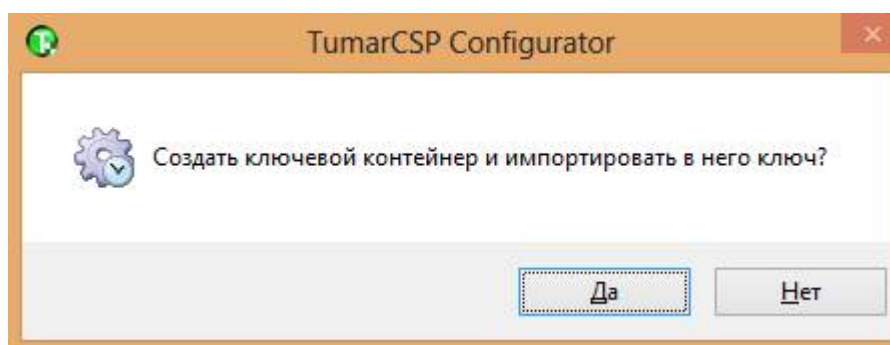 TumarCSP Configurator
Создать ключевой контейнер и импортировать в него ключ?
Да Нет